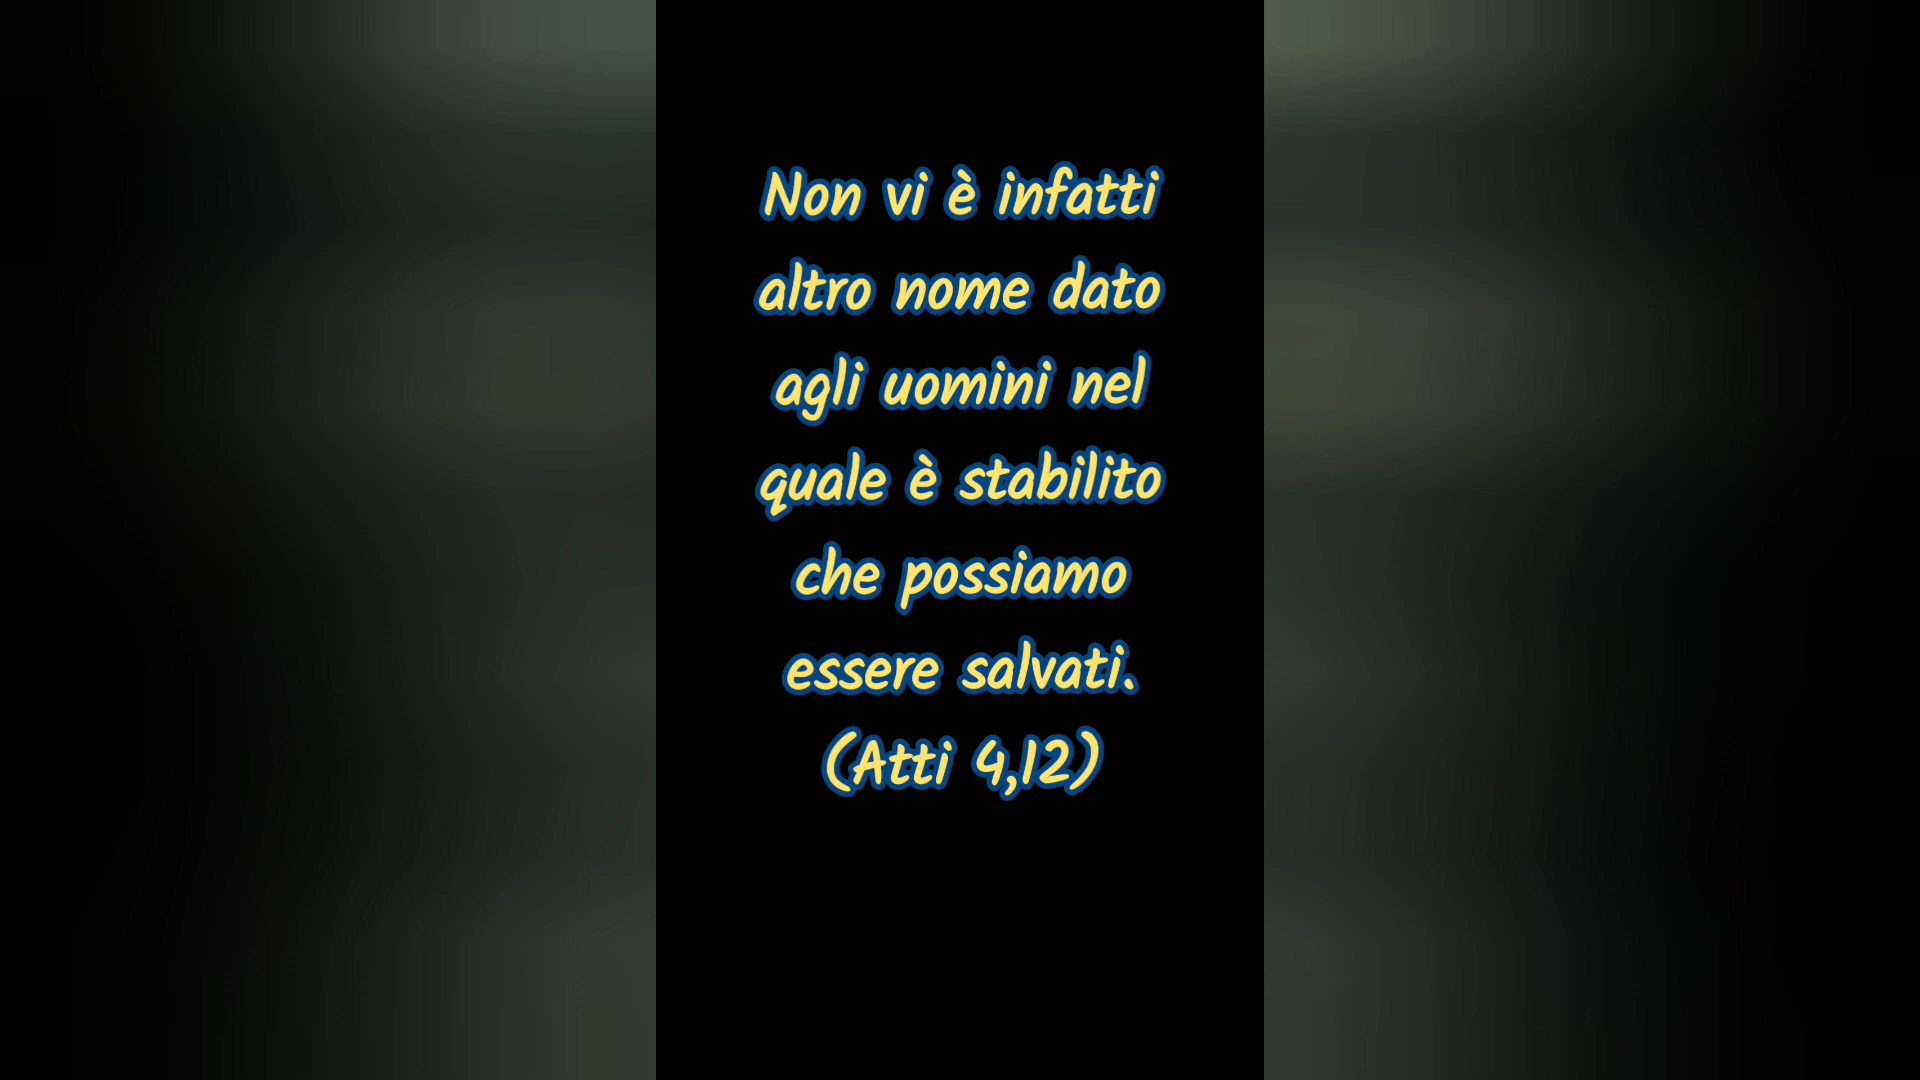 Non vi è infatti
altro nome dato
agli uomini nel
quale è stabilito
che possiamo
essere salvati.
(Atti 4,12)